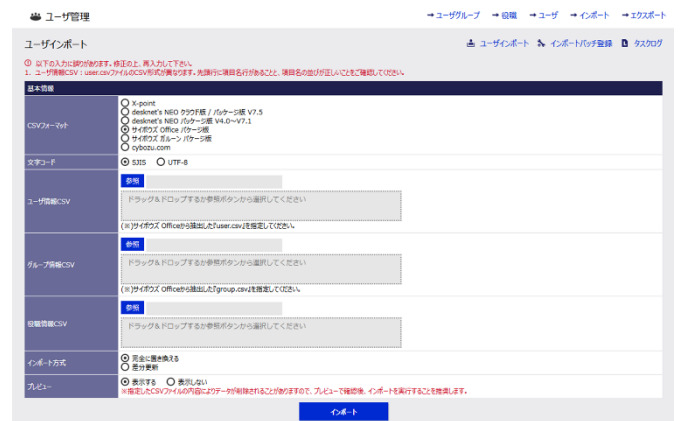 ユーザ管理
→ユーザグループ →役職 →ユーザ →インポート →エクスポート
ユーザインポート
ユーザインポート インポートバッチ登録 タスクログ
以下の入力に誤りがあります。修正の上、再入力して下さい。
1. ユーザ情報CSV : user.csvファイルのCSV形式が異なります。先頭行に項目名行があることと、項目名の並びが正しいことをご確認してください。
基本情報
CSVフォーマット
X-point
desknet's NEO クラウド版 / パッケージ版 V7.5
desknet's NEO パッケージ版 V4.0～V7.1
サイボウズ Office パッケージ版
サイボウズ ガルーン パッケージ版
cybozu.com
文字コード
SJIS UTF-8
ユーザ情報CSV
参照
ドラッグ&ドロップするか参照ボタンから選択してください
(※)サイボウズ Officeから抽出した『user.csv』を指定してください。
グループ情報CSV
参照
ドラッグ&ドロップするか参照ボタンから選択してください
(※)サイボウズ Officeから抽出した『group.csv』を指定してください。
役職情報CSV
参照
ドラッグ&ドロップするか参照ボタンから選択してください
インポート方式
完全に置き換える
差分更新
プレビュー
表示する 表示しない
※指定したCSVファイルの内容によりデータが削除されることがありますので、プレビューで確認後、インポートを実行することを推奨します。
インポート